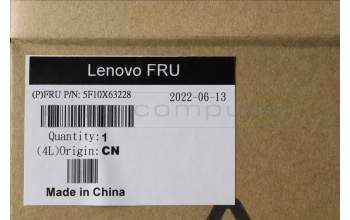 Lenovo FRU
(P)FRU P/N: 5F10X63228
2022-06-13
Quantity: 1
(4L)Origin: CN
Made in China